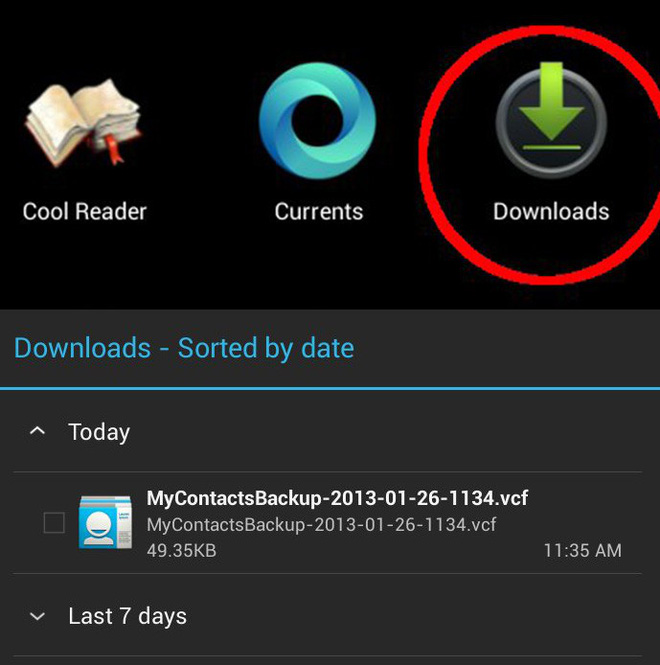 Cool Reader
Currents
Downloads
Downloads - Sorted by date
Today
MyContactsBackup-2013-01-26-1134.vcf
MyContactsBackup-2013-01-26-1134.vcf
49.35KB 11:35 AM
Last 7 days